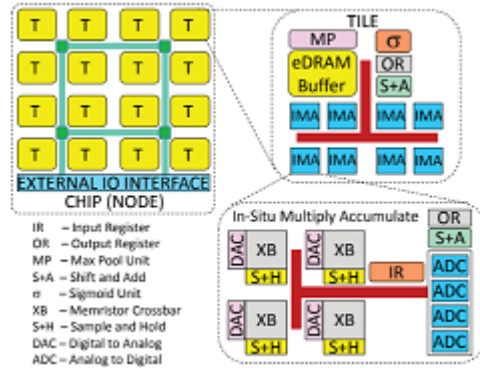 T T T T
T T T T
T T T T
T T T T
EXTERNAL IO INTERFACE
CHIP (NODE)
IR – Input Register
OR – Output Register
MP – Max Pool Unit
S+A – Shift and Add
σ – Sigmoid Unit
XB – Memristor Crossbar
S+H – Sample and Hold
DAC – Digital to Analog
ADC – Analog to Digital
TILE
MP σ
eDRAM OR
Buffer S+A
IMA IMA IMA IMA
IMA IMA IMA IMA
In-Situ Multiply Accumulate OR
S+A
DAC XB DAC XB
S+H S+H
IR
ADC
ADC
ADC
ADC
DAC XB DAC XB
S+H S+H